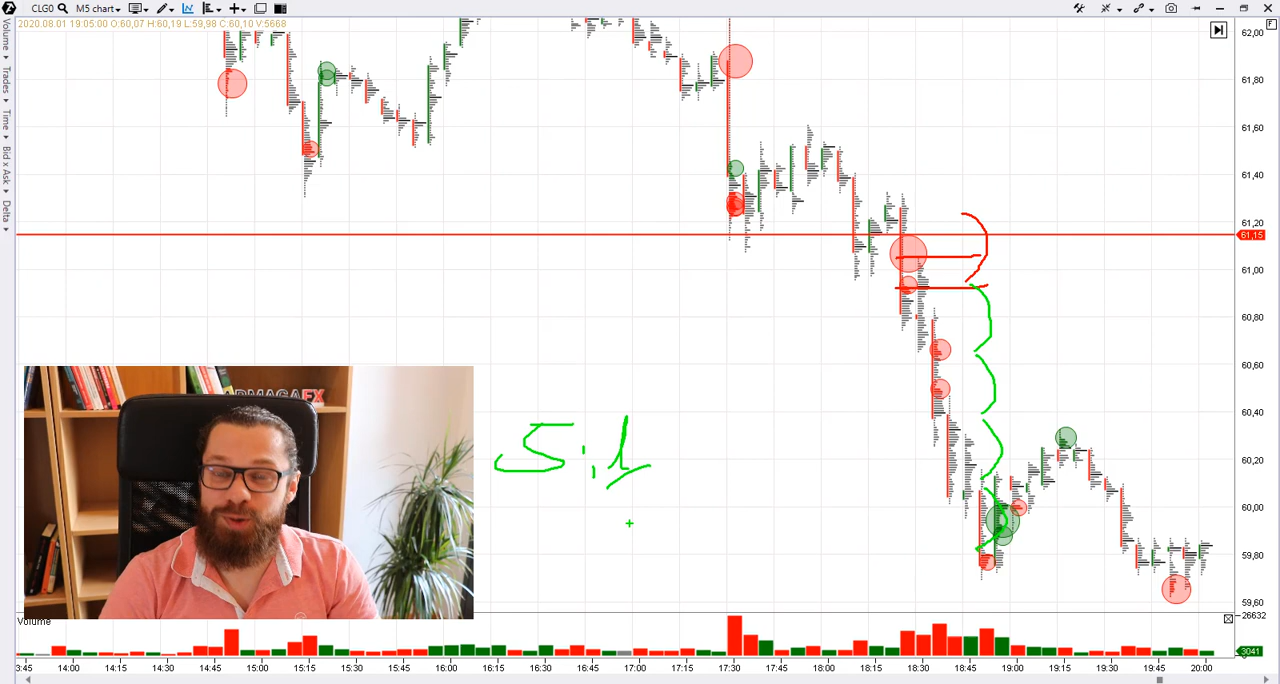 CLG0 M5 chart
2020.08.01 19:05:00 O:60,07 H:60,19 L:59,98 C:60,10 V:5668
F
Volume
Trades
Time
Bid x Ask
Delta
62,00
61,80
61,60
61,40
61,20
61,15
61,00
60,80
60,60
60,40
60,20
60,00
59,80
59,60
5:1
Volume
26632
3041
3:45 14:00 14:15 14:45 15:00 15:15 15:30 15:45 16:00 16:15 16:30 16:45 17:00 17:15 17:30 17:45 18:00 18:15 18:30 18:45 19:00 19:15 19:30 19:45 20:00